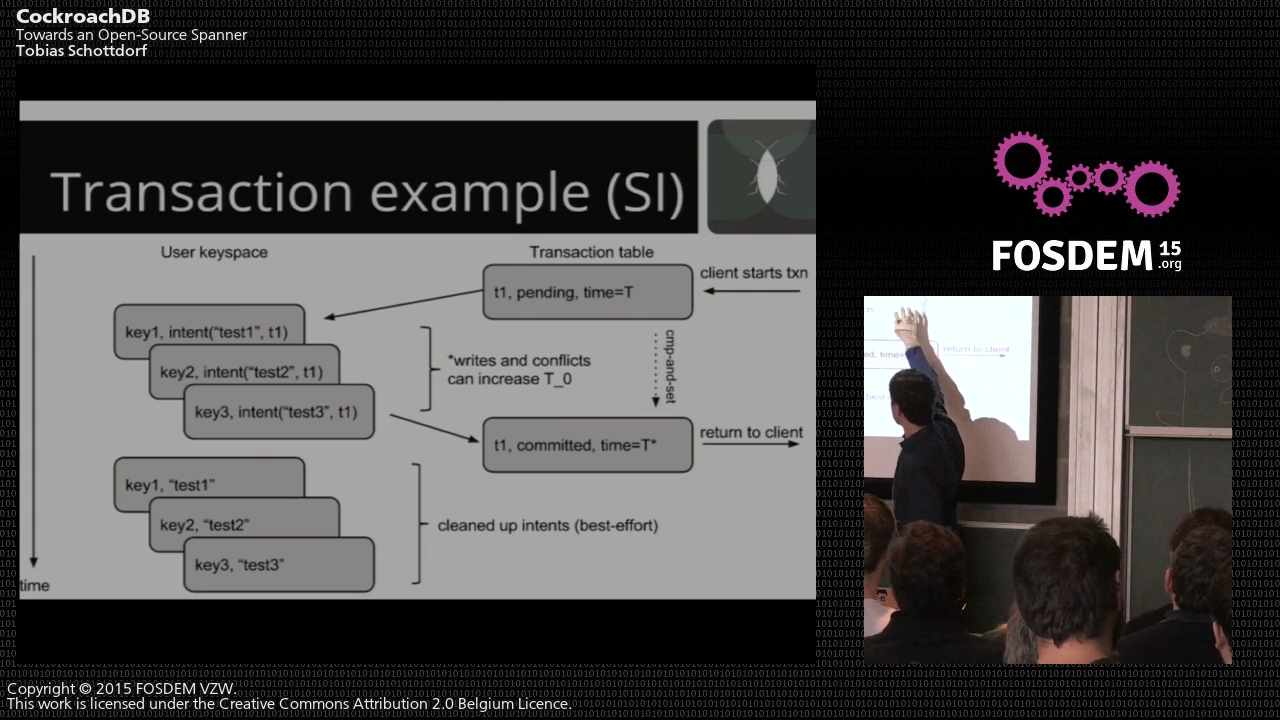 CockroachDB
Towards an Open-Source Spanner
Tobias Schottdorf
Transaction example (SI)
User keyspace
Transaction table
client starts txn
t1, pending, time=T
key1, intent(“test1”, t1)
key2, intent(“test2”, t1)
key3, intent(“test3”, t1)
*writes and conflicts
can increase T_0
cmp-and-set
t1, committed, time=T*
return to client
key1, “test1”
key2, “test2”
key3, “test3”
cleaned up intents (best-effort)
time
FOSDEM 15
.org
return to client
Copyright © 2015 FOSDEM VZW.
This work is licensed under the Creative Commons Attribution 2.0 Belgium Licence.